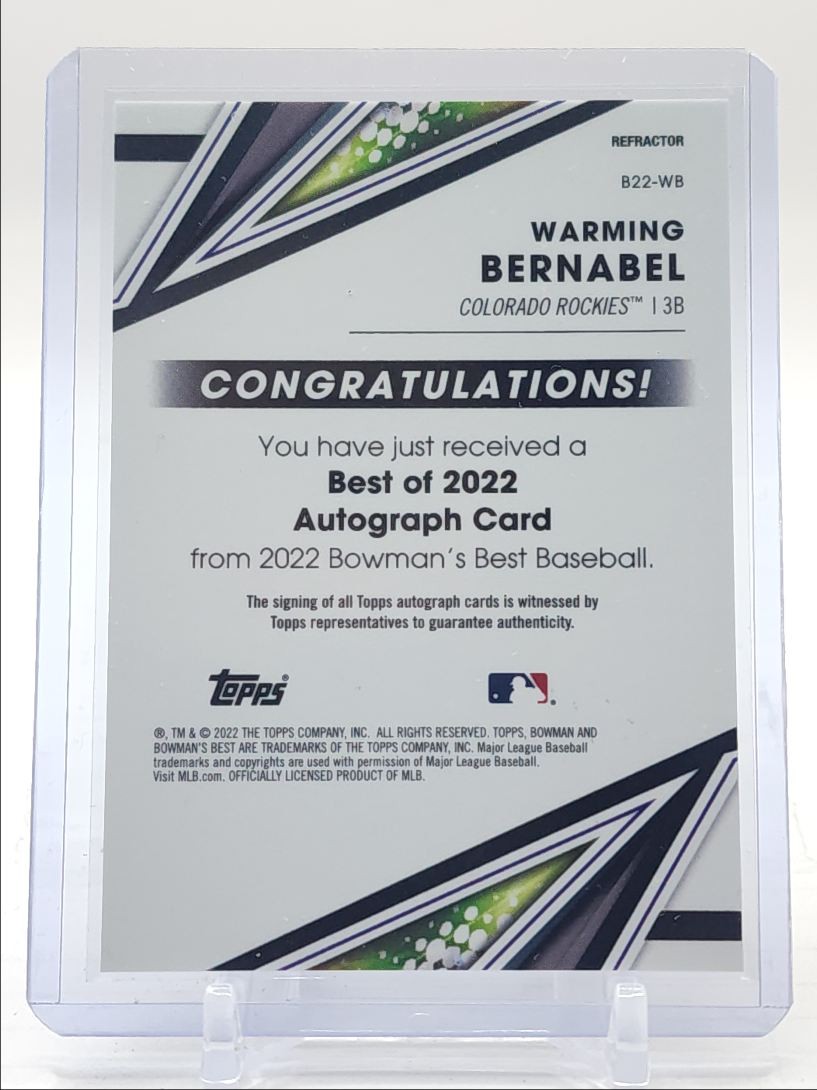 REFRACTOR
B22-WB
WARMING
BERNABEL
COLORADO ROCKIES™ | 3B
CONGRATULATIONS!
You have just received a
Best of 2022
Autograph Card
from 2022 Bowman's Best Baseball.
The signing of all Topps autograph cards is witnessed by
Topps representatives to guarantee authenticity.
Topps®
®, TM & © 2022 THE TOPPS COMPANY, INC. ALL RIGHTS RESERVED. TOPPS, BOWMAN AND
BOWMAN'S BEST ARE TRADEMARKS OF THE TOPPS COMPANY, INC. Major League Baseball
trademarks and copyrights are used with permission of Major League Baseball.
Visit MLB.com. OFFICIALLY LICENSED PRODUCT OF MLB.